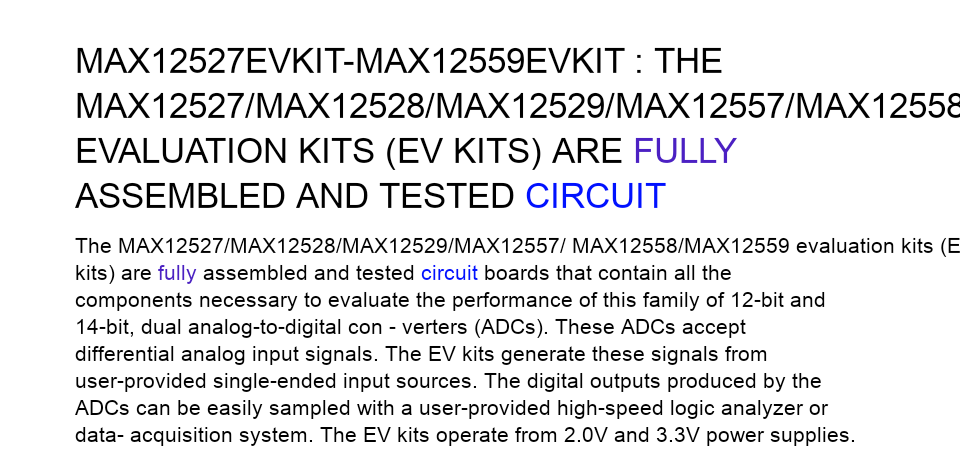 MAX12527EVKIT-MAX12559EVKIT : THE
MAX12527/MAX12528/MAX12529/MAX12557/MAX12558
EVALUATION KITS (EV KITS) ARE FULLY
ASSEMBLED AND TESTED CIRCUIT
The MAX12527/MAX12528/MAX12529/MAX12557/ MAX12558/MAX12559 evaluation kits (E
kits) are fully assembled and tested circuit boards that contain all the
components necessary to evaluate the performance of this family of 12-bit and
14-bit, dual analog-to-digital con - verters (ADCs). These ADCs accept
differential analog input signals. The EV kits generate these signals from
user-provided single-ended input sources. The digital outputs produced by the
ADCs can be easily sampled with a user-provided high-speed logic analyzer or
data- acquisition system. The EV kits operate from 2.0V and 3.3V power supplies.